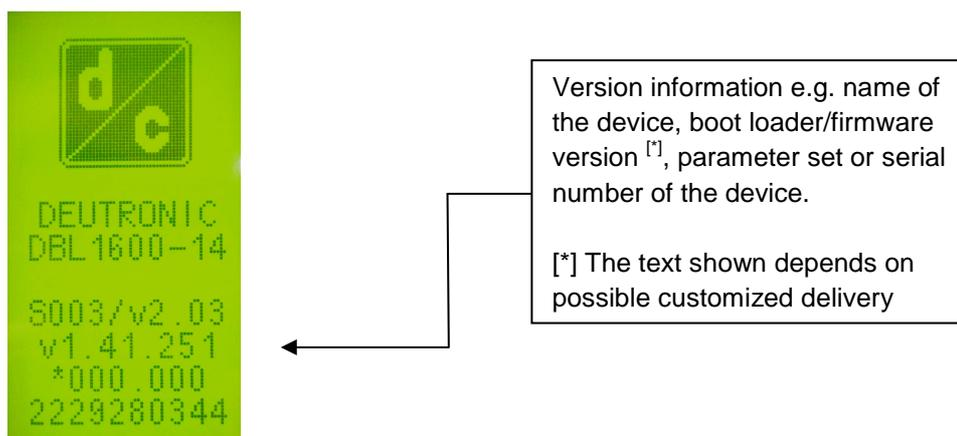 d
c
DEUTRONIC
DBL1600-14
S003/v2.03
v1.41.251
*000.000
2229280344
Version information e.g. name of
the device, boot loader/firmware
version [*], parameter set or serial
number of the device.
[*] The text shown depends on
possible customized delivery